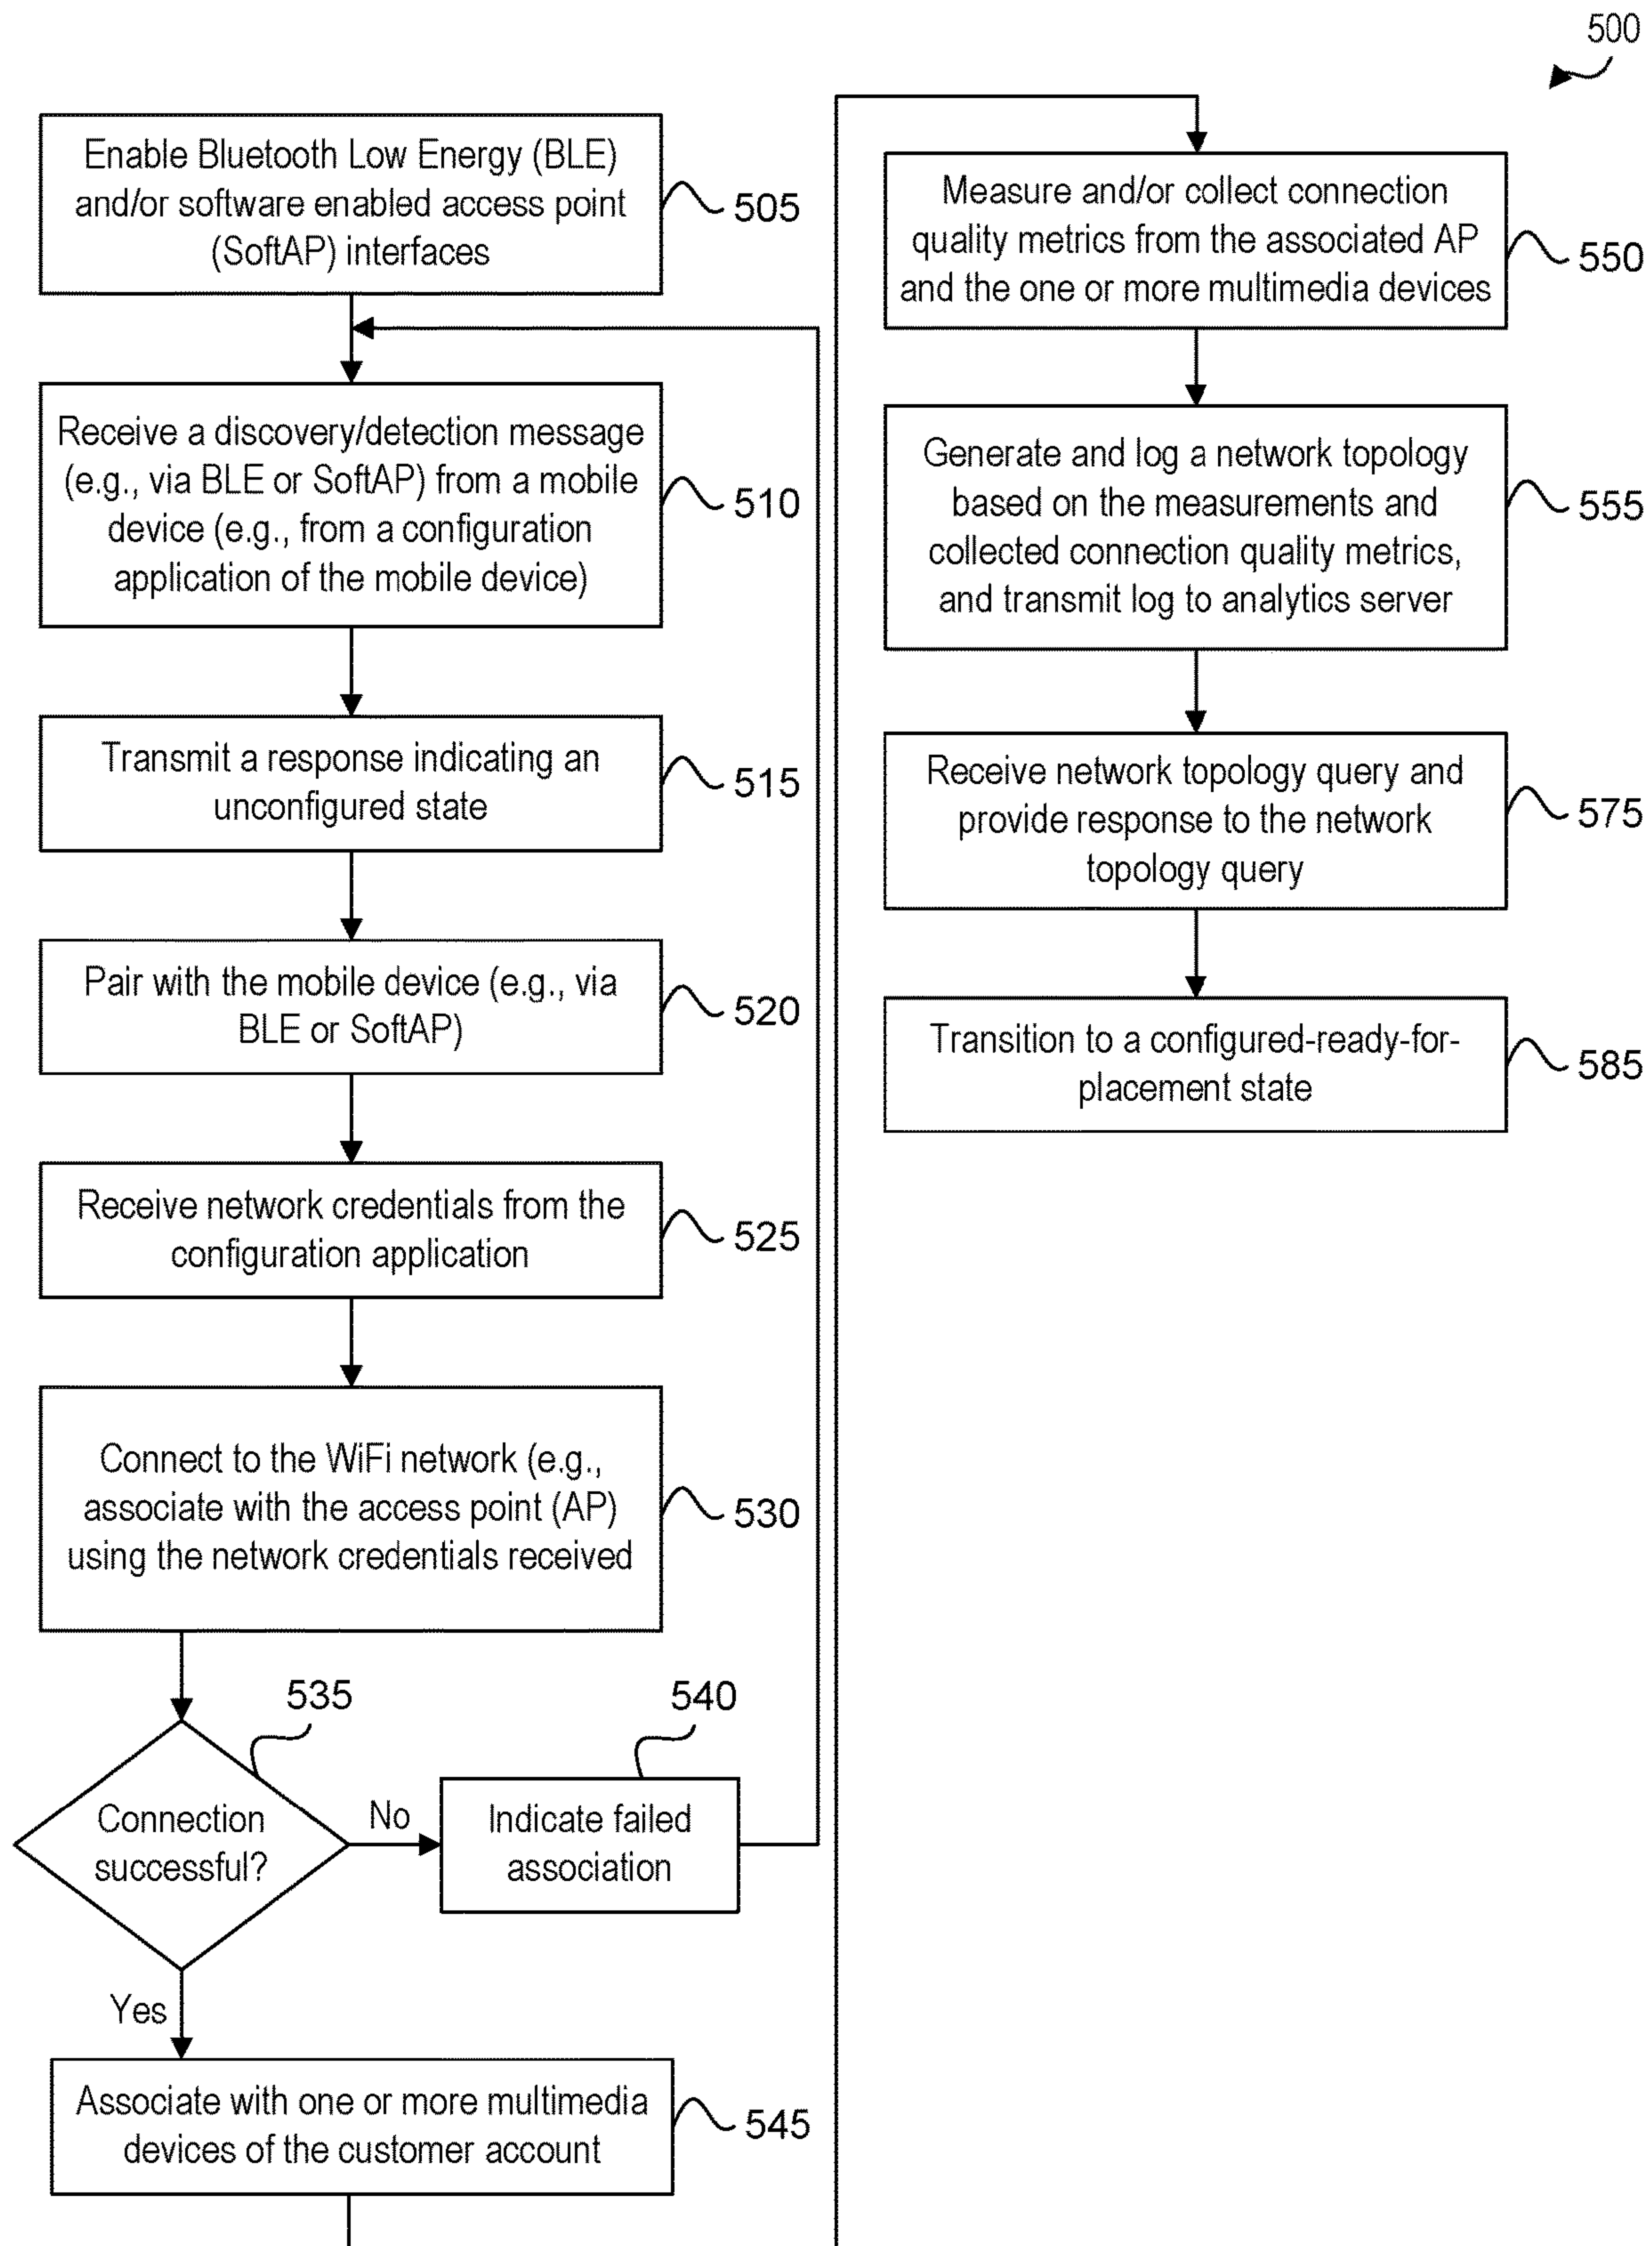 500
Enable Bluetooth Low Energy (BLE)
and/or software enabled access point
(SoftAP) interfaces
505
Receive a discovery/detection message
(e.g., via BLE or SoftAP) from a mobile
device (e.g., from a configuration
application of the mobile device)
510
Transmit a response indicating an
unconfigured state
515
Pair with the mobile device (e.g., via
BLE or SoftAP)
520
Receive network credentials from the
configuration application
525
Connect to the WiFi network (e.g.,
associate with the access point (AP)
using the network credentials received
530
535
Connection
successful?
No
540
Indicate failed
association
Yes
Associate with one or more multimedia
devices of the customer account
545
Measure and/or collect connection
quality metrics from the associated AP
and the one or more multimedia devices
550
Generate and log a network topology
based on the measurements and
collected connection quality metrics,
and transmit log to analytics server
555
Receive network topology query and
provide response to the network
topology query
575
Transition to a configured-ready-for-
placement state
585